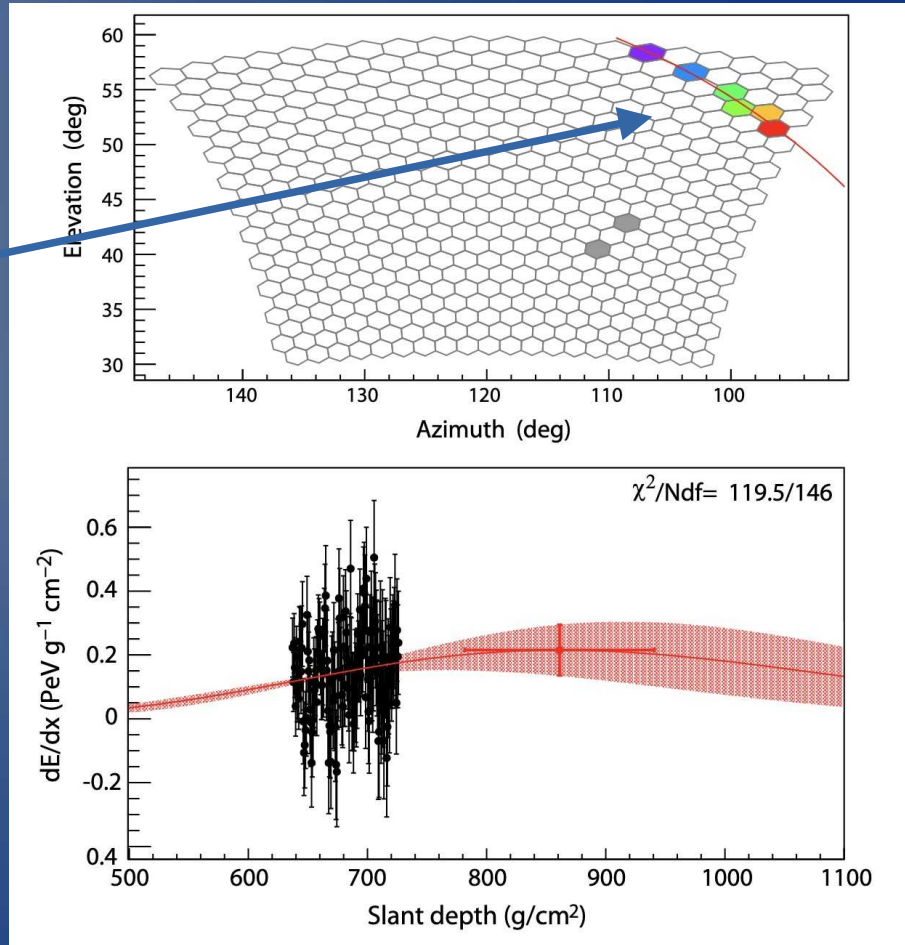 60
55
50
45
40
35
30
Elevation (deg)
140 130 120 110 100
Azimuth (deg)
χ²/Ndf= 119.5/146
0.6
0.4
0.2
0
-0.2
0.4
dE/dx (PeV g⁻¹ cm⁻²)
500 600 700 800 900 1000 1100
Slant depth (g/cm²)